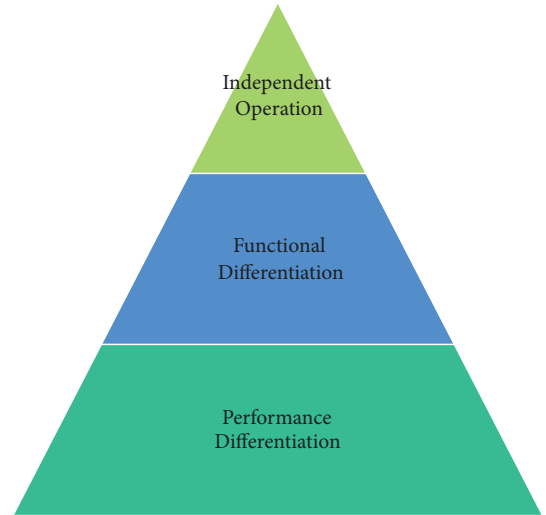 Independent
Operation
Functional
Differentiation
Performance
Differentiation